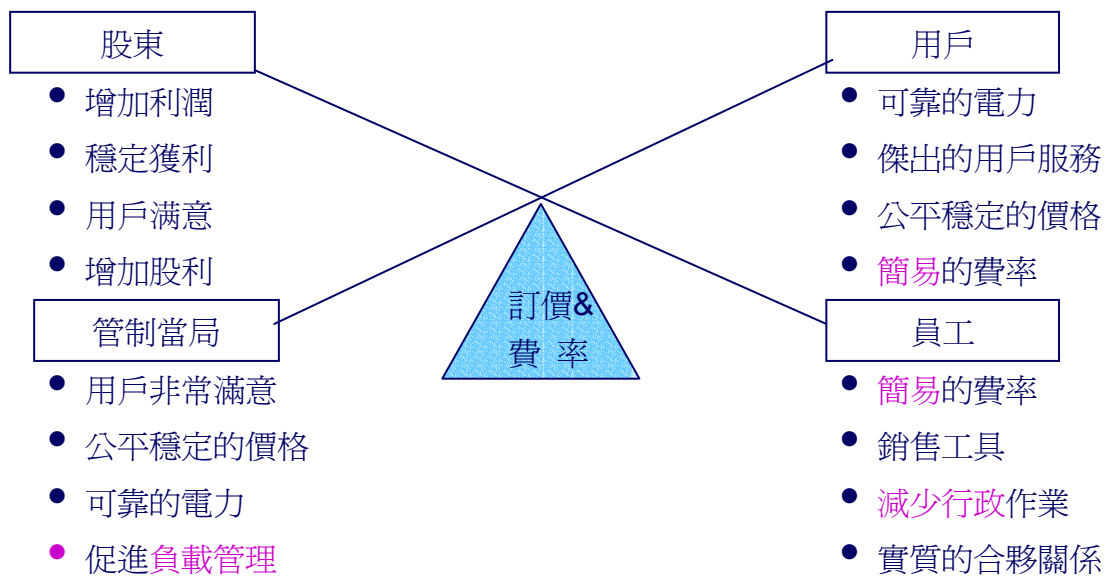 股東
增加利潤
穩定獲利
用戶满意
增加股利
管制當局
用戶非常滿意
公平穩定的價格
可靠的電力
促進負載管理
訂價&
費 率
用戶
可靠的電力
傑出的用戶服務
公平穩定的價格
簡易的費率
員工
簡易的費率
銷售工具
減少行政作業
實質的合夥關係